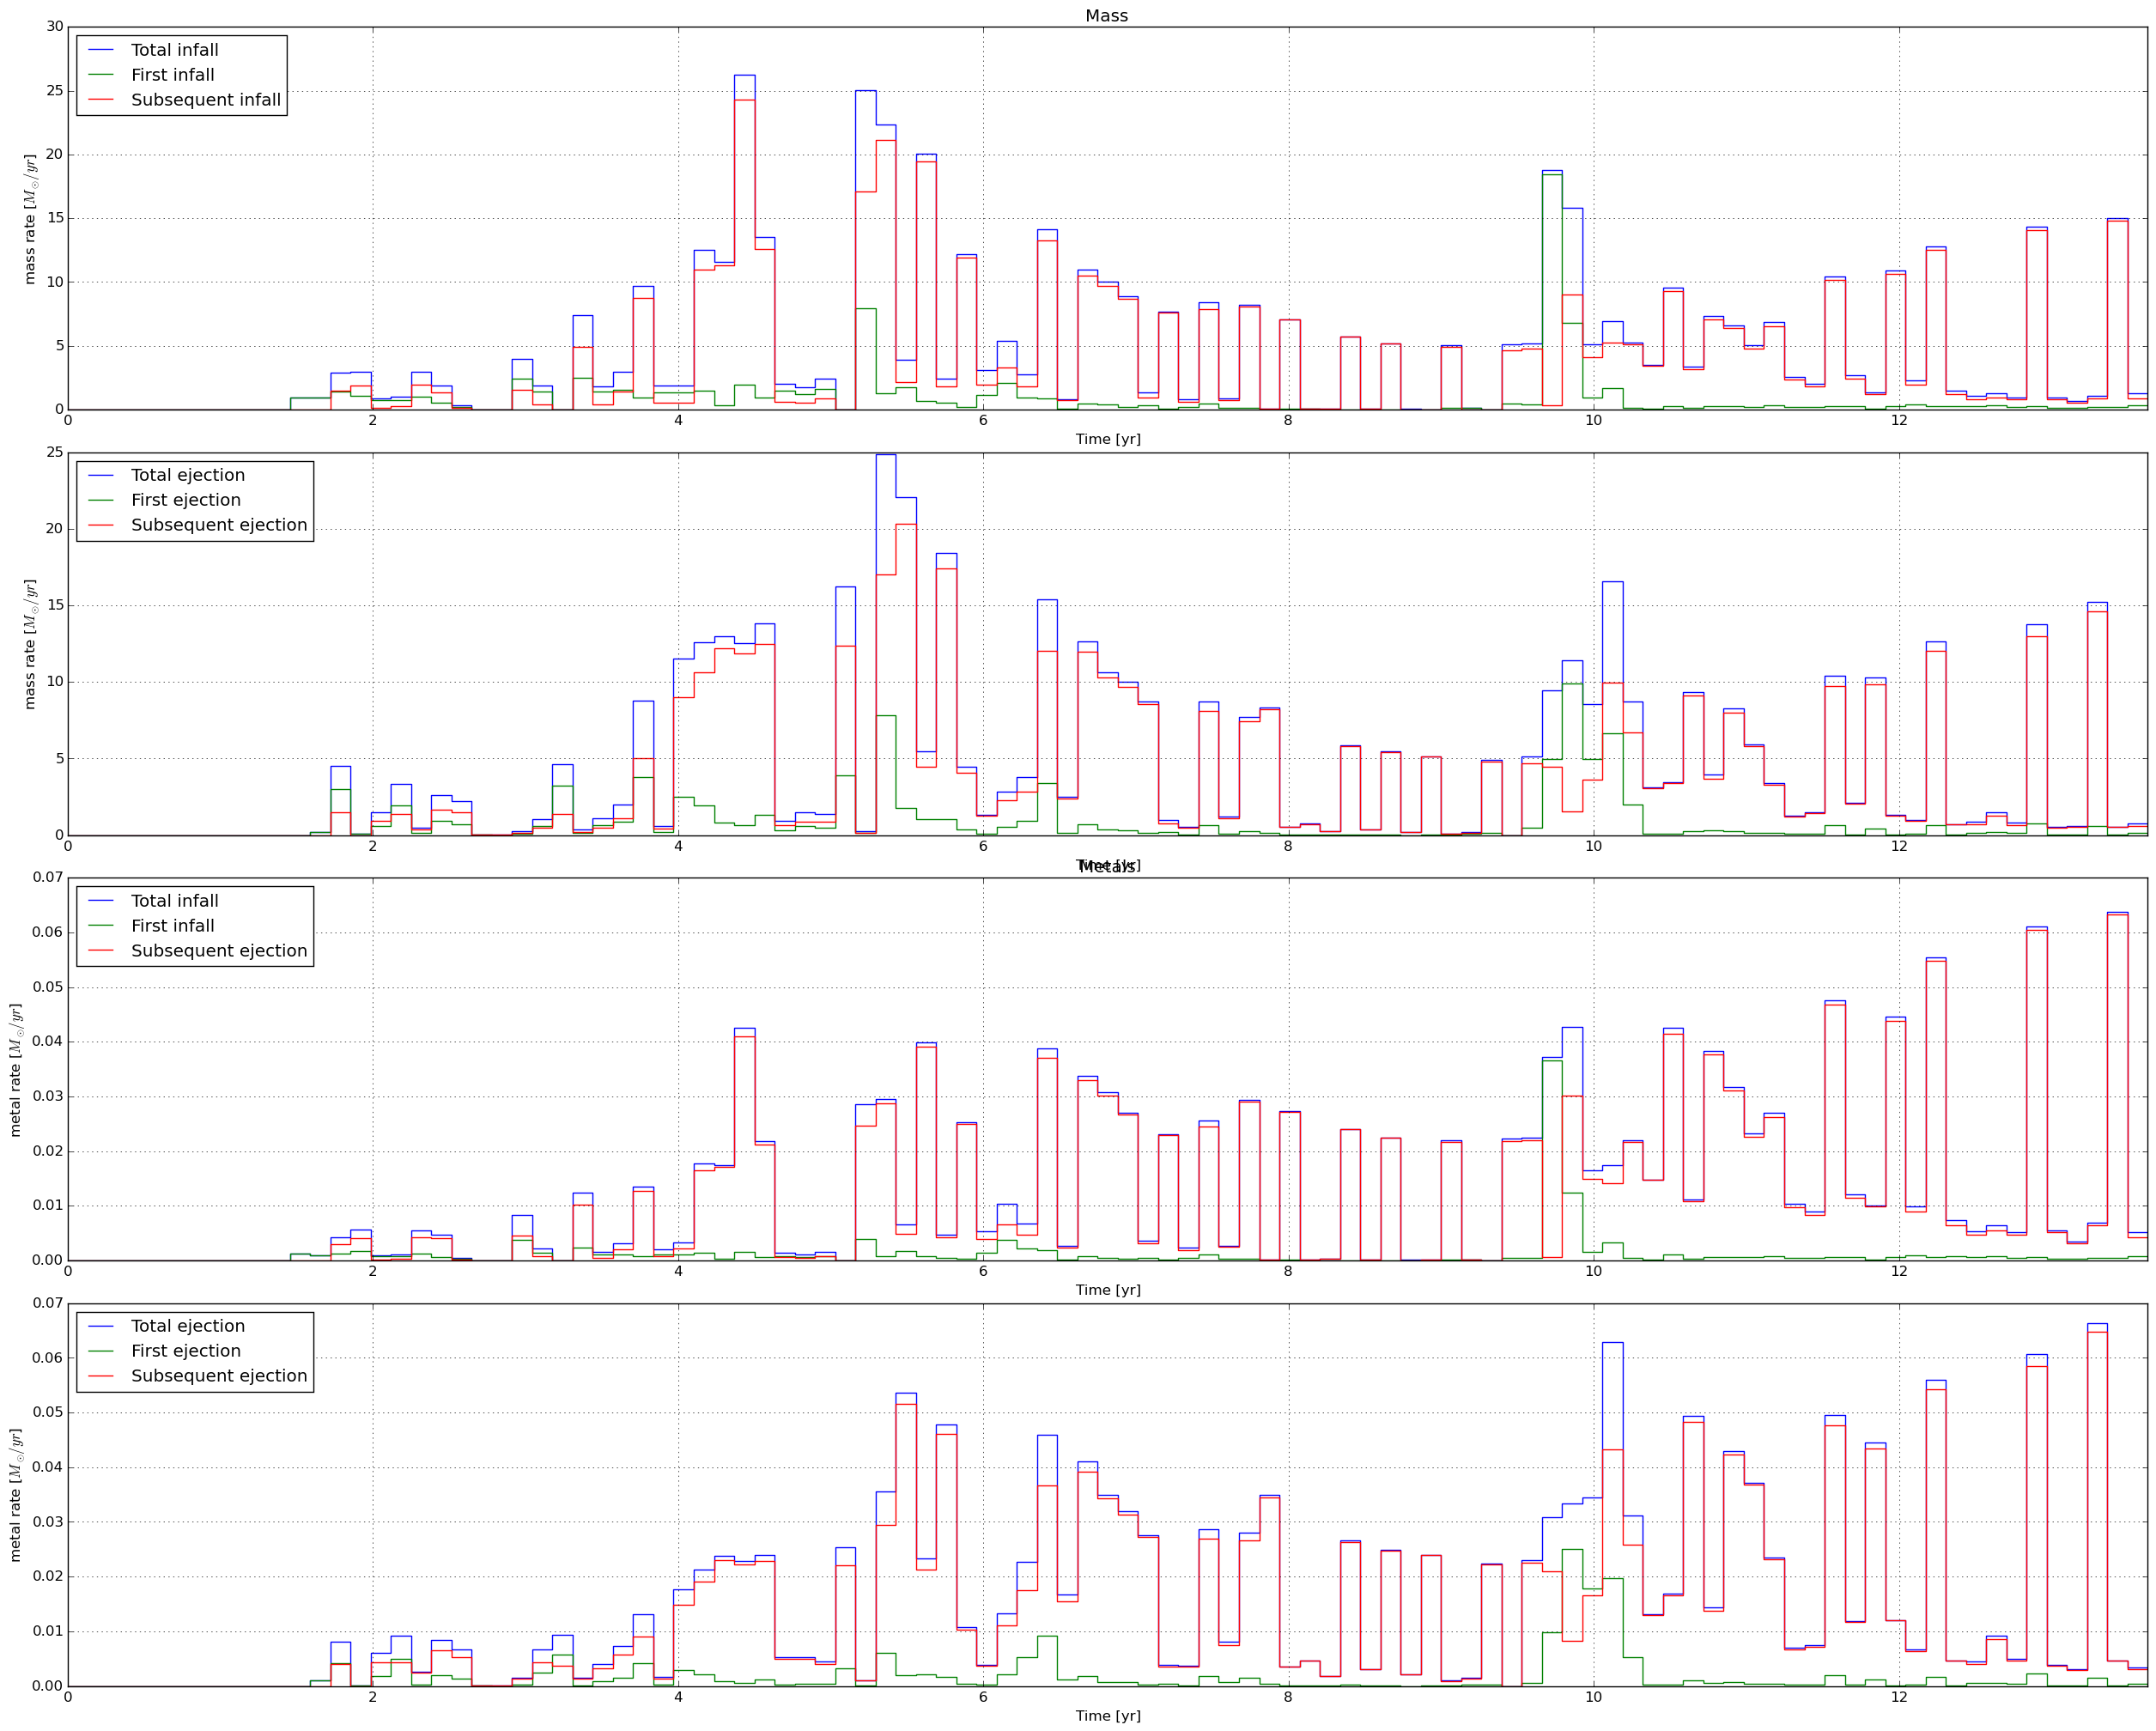 Mass
30
25
20
15
10
5
0
mass rate [M⊙/yr]
Total infall
First infall
Subsequent infall
0 2 4 6 8 10 12
Time [yr]
25
20
15
10
5
0
mass rate [M⊙/yr]
Total ejection
First ejection
Subsequent ejection
0 2 4 6 8 10 12
Time [yr]
Metals
0.07
0.06
0.05
0.04
0.03
0.02
0.01
0.00
metal rate [M⊙/yr]
Total infall
First infall
Subsequent ejection
0 2 4 6 8 10 12
Time [yr]
0.07
0.06
0.05
0.04
0.03
0.02
0.01
0.00
metal rate [M⊙/yr]
Total ejection
First ejection
Subsequent ejection
0 2 4 6 8 10 12
Time [yr]